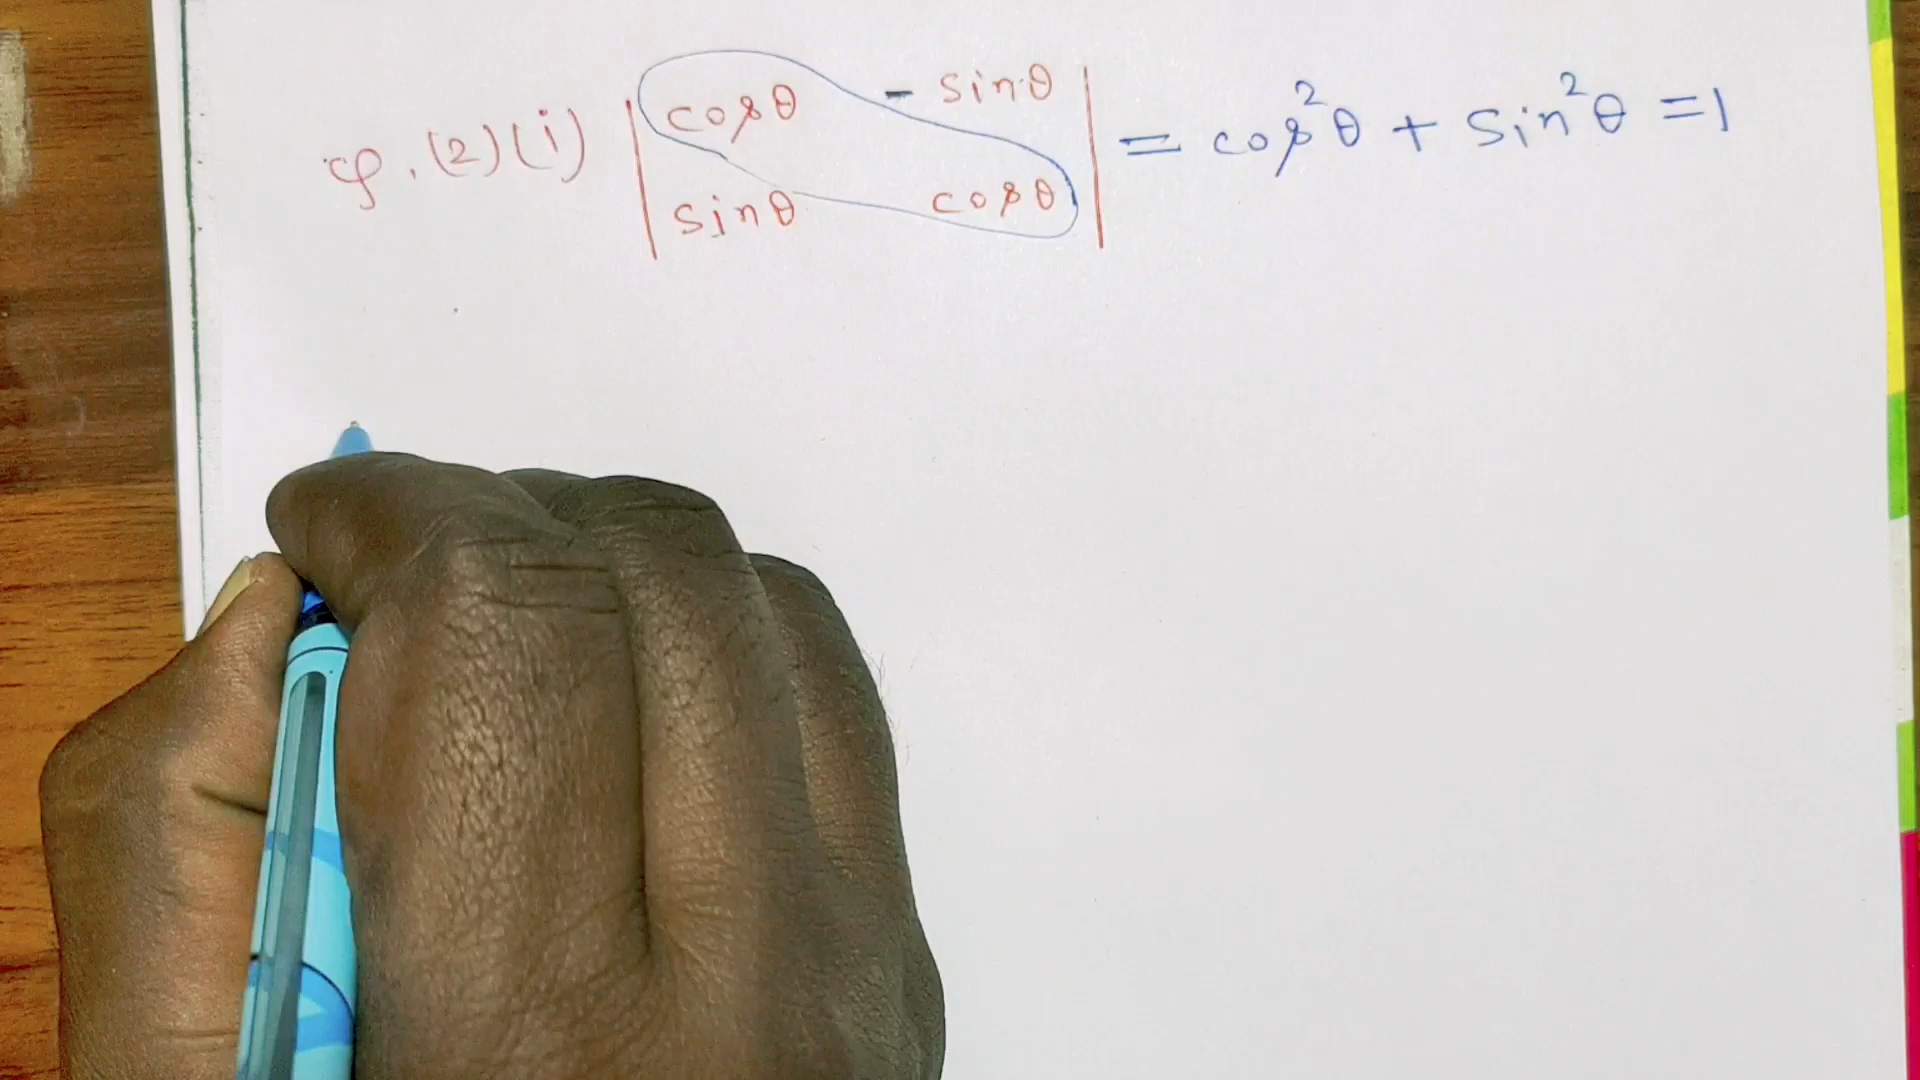 φ.(2)(i) | cosθ - sinθ | = cos²θ + sin²θ = 1
| sinθ cosθ |